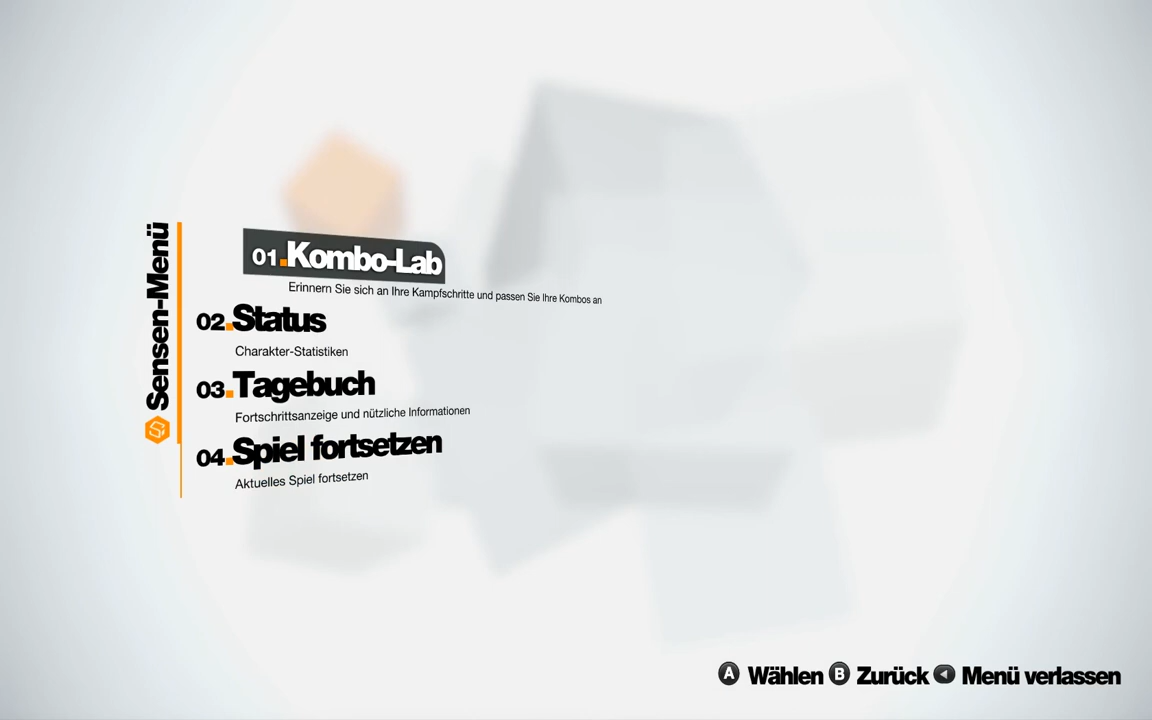 Sensen-Menü
01.Kombo-Lab
Erinnern Sie sich an Ihre Kampfschritte und passen Sie Ihre Kombos an
02.Status
Charakter-Statistiken
03.Tagebuch
Fortschrittsanzeige und nützliche Informationen
04.Spiel fortsetzen
Aktuelles Spiel fortsetzen
A Wählen B Zurück Menü verlassen